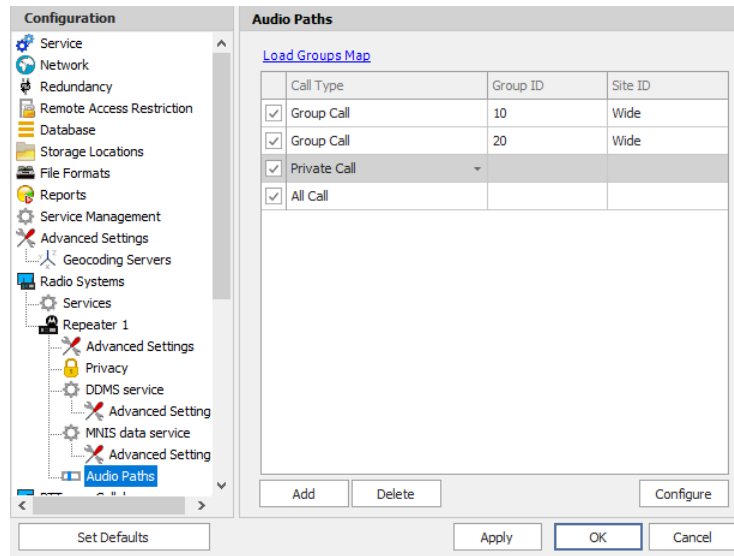 Configuration
Service
Network
Redundancy
Remote Access Restriction
Database
Storage Locations
File Formats
Reports
Service Management
Advanced Settings
Geocoding Servers
Radio Systems
Services
Repeater 1
Advanced Settings
Privacy
DDMS service
Advanced Setting
MNIS data service
Advanced Setting
Audio Paths
Set Defaults
Audio Paths
Load Groups Map
Call Type Group ID Site ID
Group Call 10 Wide
Group Call 20 Wide
Private Call
All Call
Add Delete Configure
Apply OK Cancel